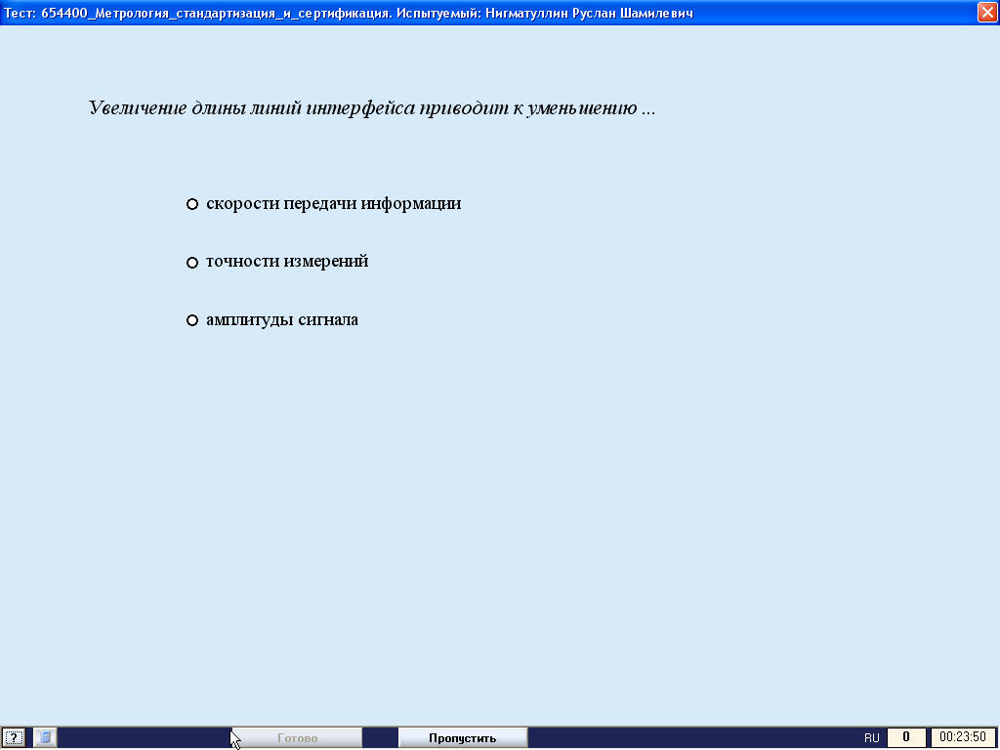 Тест: 654400_Метрология_стандартизация_и_сертификация. Испытуемый: Нигматуллин Руслан Шамилевич
Увеличение длины линий интерфейса приводит к уменьшению ...
скорости передачи информации
точности измерений
амплитуды сигнала
? Готово Пропустить RU 0 00:23:50